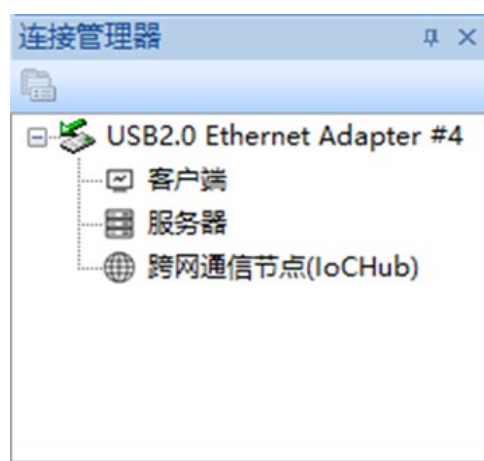 连接管理器
USB2.0 Ethernet Adapter #4
客户端
服务器
跨网通信节点(IoCHub)